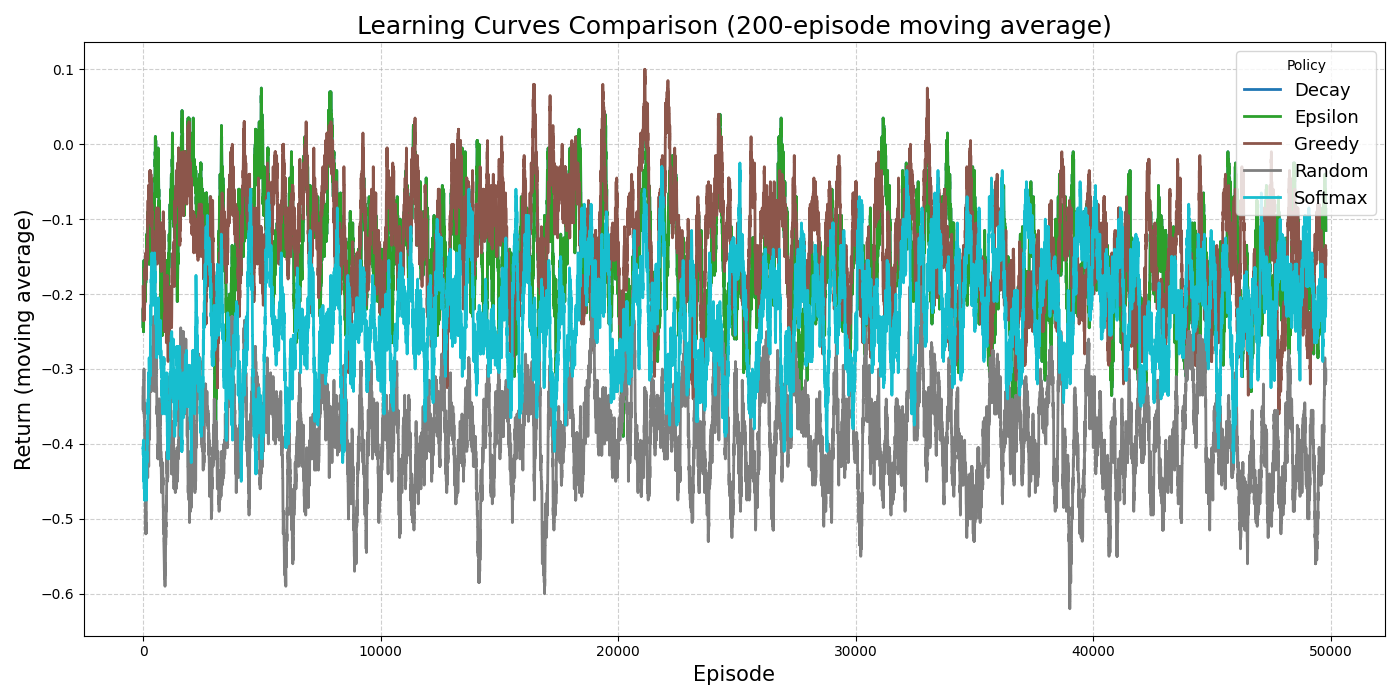 Learning Curves Comparison (200-episode moving average)
Return (moving average)
0.1
0.0
−0.1
−0.2
−0.3
−0.4
−0.5
−0.6
Policy
Decay
Epsilon
Greedy
Random
Softmax
0
10000
20000
30000
40000
50000
Episode